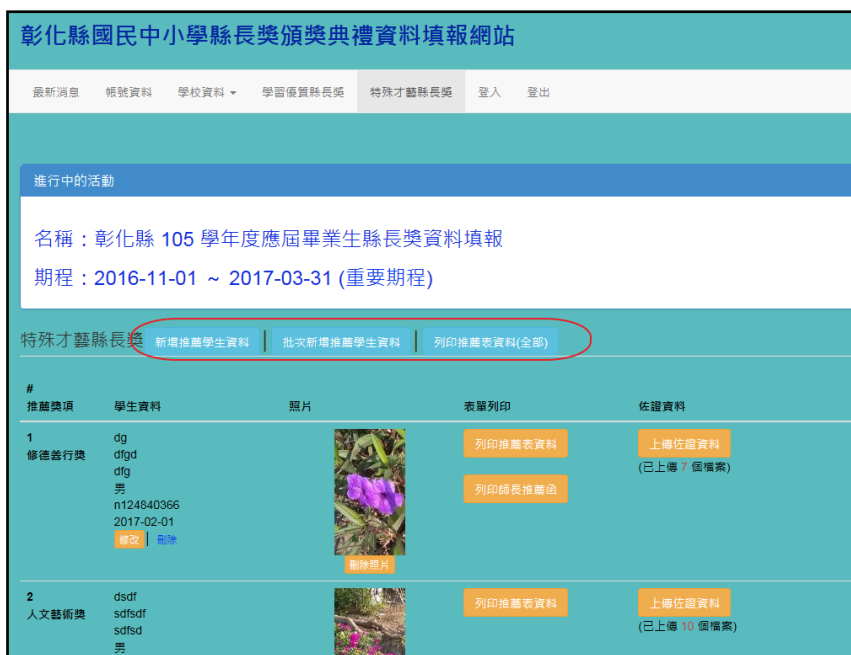 彰化縣國民中小學縣長獎頒獎典禮資料填報網站
最新消息 帳號資料 學校資料 學習優質縣長獎 特殊才藝縣長獎 登入 登出
進行中的活動
名稱：彰化縣 105 學年度應屆畢業生縣長獎資料填報
期程：2016-11-01 ~ 2017-03-31 (重要期程)
特殊才藝縣長獎 新增推薦學生資料 批次新增推薦學生資料 列印推薦表資料(全部)
#
推薦獎項 學生資料 照片 表單列印 佐證資料
1
修德善行獎
dg
dfgd
dfg
男
n124840366
2017-02-01
修改 刪除
刪除照片
列印推薦表資料
列印師長推薦函
上傳佐證資料
(已上傳 7 個檔案)
2
人文藝術獎
dsdf
sdfsdf
sdfsd
男
列印推薦表資料
上傳佐證資料
(已上傳 10 個檔案)